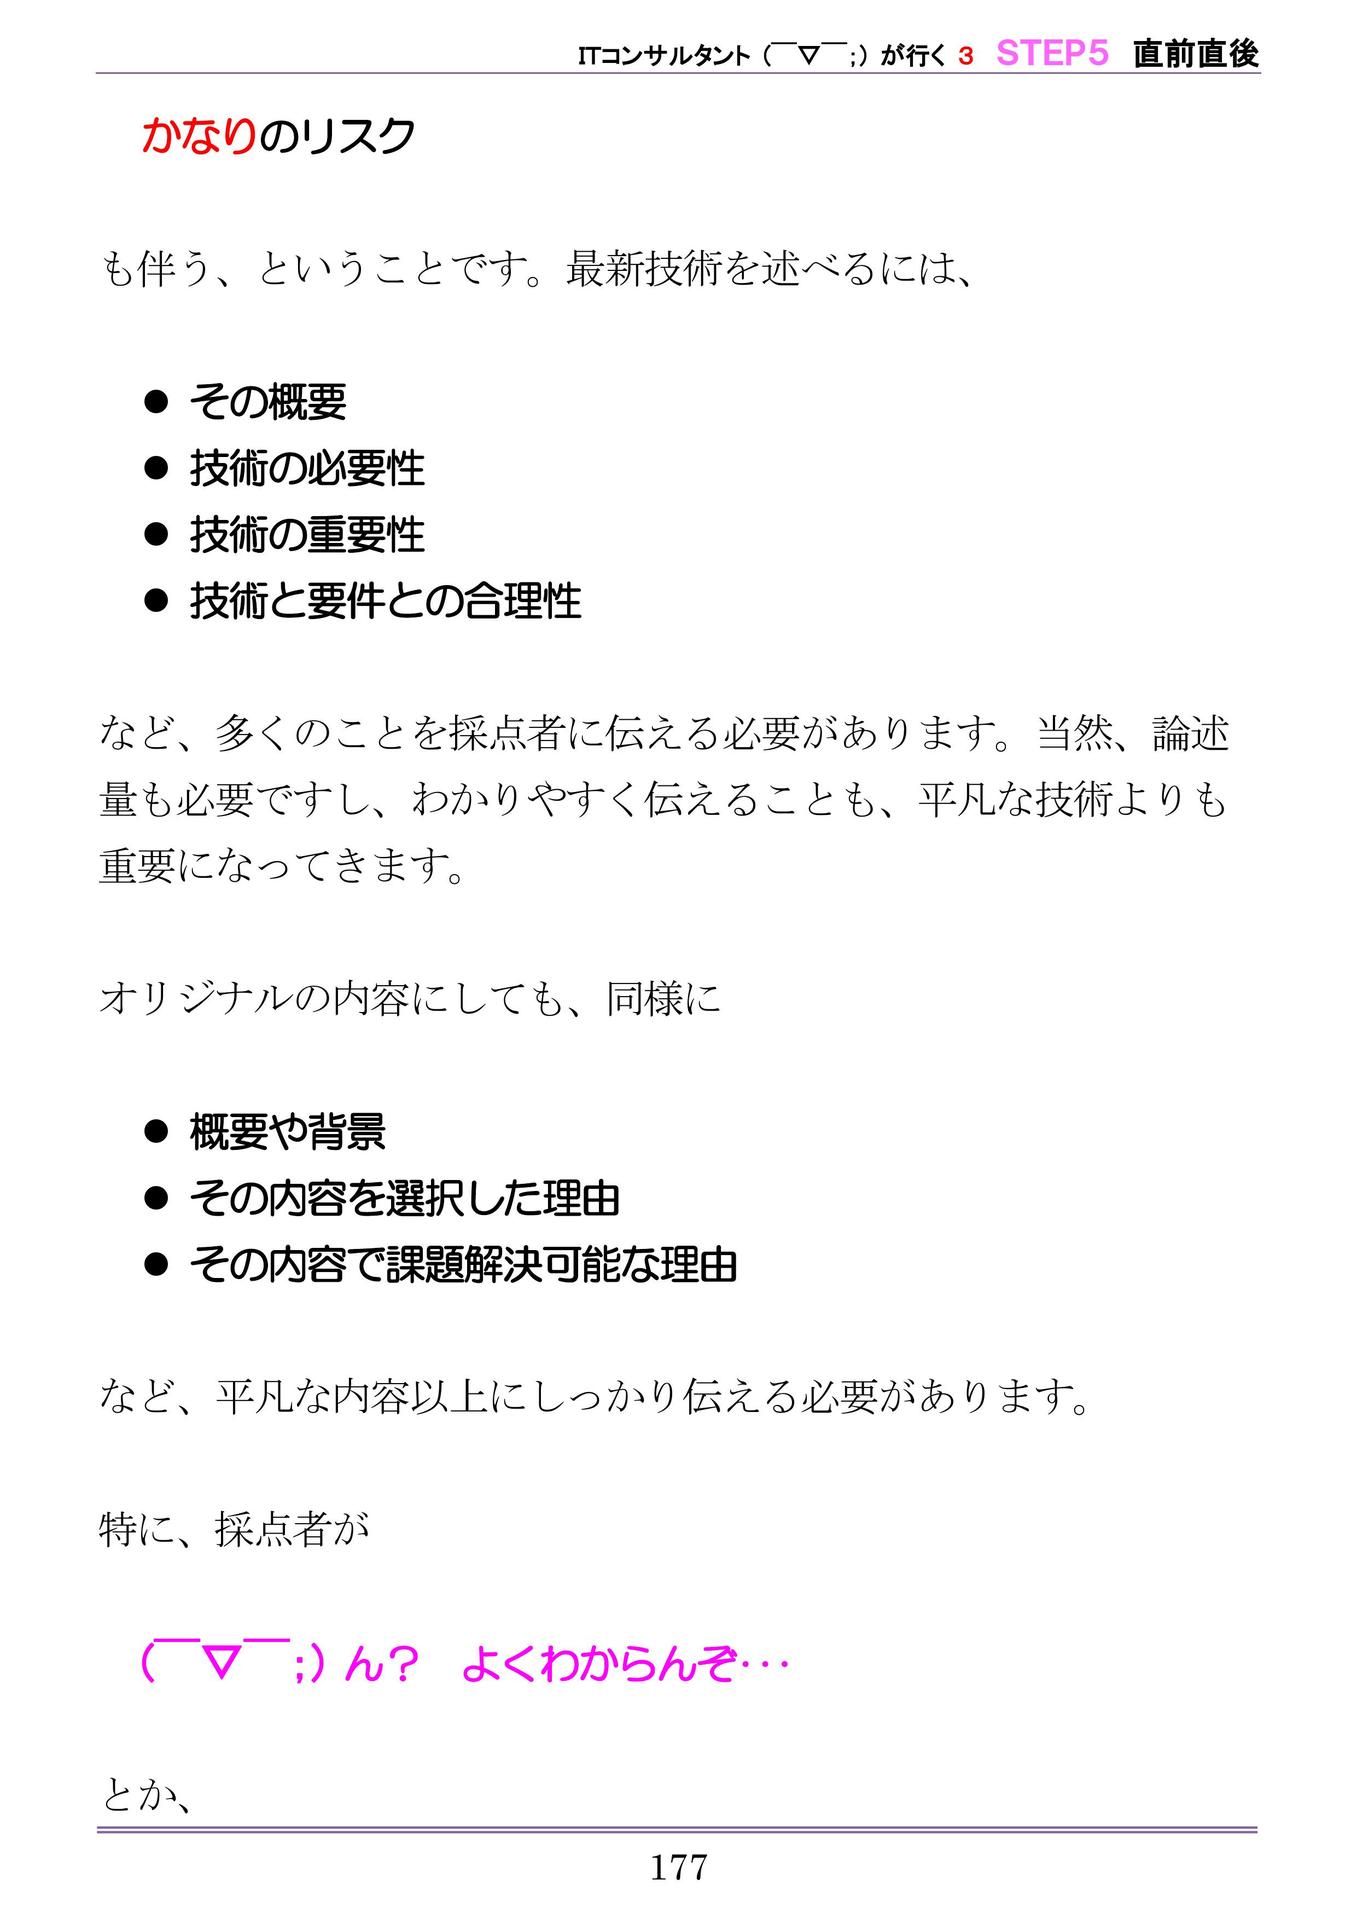 ITコンサルタント（￣▽￣；）が行く 3 STEP5 直前直後
かなりのリスク
も伴う、ということです。最新技術を述べるには、
● その概要
● 技術の必要性
● 技術の重要性
● 技術と要件との合理性
など、多くのことを採点者に伝える必要があります。当然、論述
量も必要ですし、わかりやすく伝えることも、平凡な技術よりも
重要になってきます。
オリジナルの内容にしても、同様に
● 概要や背景
● その内容を選択した理由
● その内容で課題解決可能な理由
など、平凡な内容以上にしっかり伝える必要があります。
特に、採点者が
（￣▽￣；）ん？　よくわからんぞ･･･
とか、
177